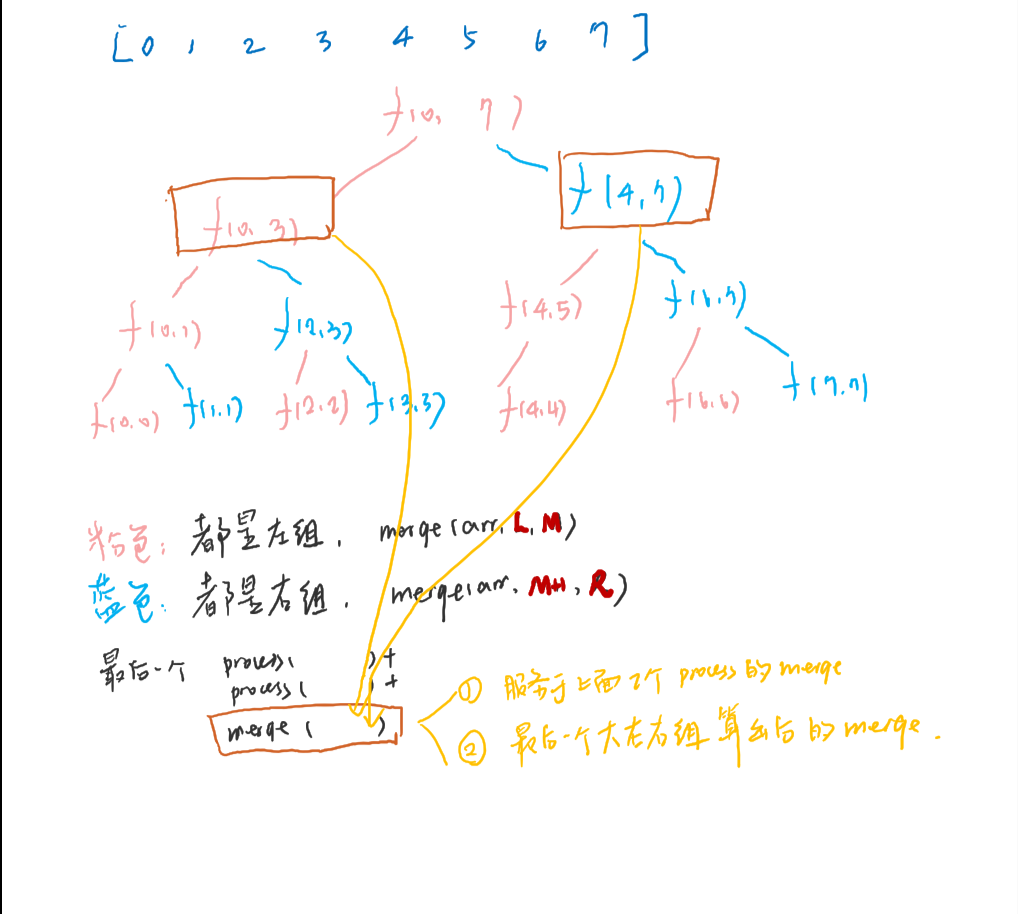 [0 1 2 3 4 5 6 7]
f(0, 7)
f(0, 3) f(4, 7)
f(0,1) f(2,3) f(4,5) f(6,7)
f(0,0) f(1,1) f(2,2) f(3,3) f(4,4) f(6,6) f(7,7)
粉色: 都是左组, merge(arr, L, M)
蓝色: 都是右组, merge(arr, M+1, R)
最后一个 process( )+
process( )+
merge ( )
① 服务于上面2个 process 的 merge
② 最后一个大左右组算出后的 merge.